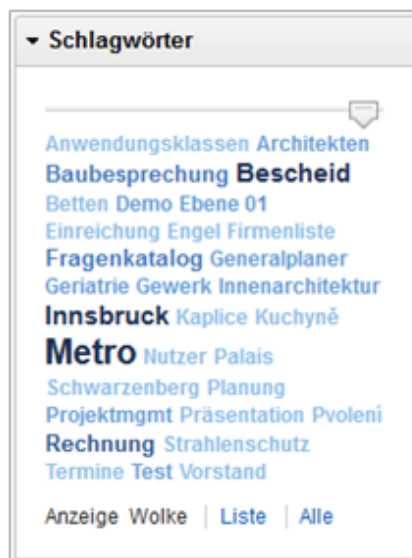 Schlagwörter
Anwendungsklassen Architekten
Baubesprechung Bescheid
Betten Demo Ebene 01
Einreichung Engel Firmenliste
Fragenkatalog Generalplaner
Geriatrie Gewerk Innenarchitektur
Innsbruck Kaplice Kuchyně
Metro Nutzer Palais
Schwarzenberg Planung
Projektmgmt Präsentation Pvolení
Rechnung Strahlenschutz
Termine Test Vorstand
Anzeige Wolke | Liste | Alle